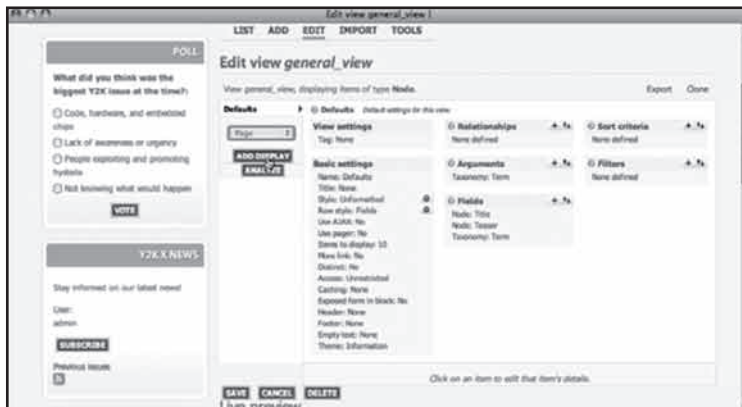 Edit view general_view |
LIST ADD EDIT IMPORT TOOLS
POLL
What did you think was the
biggest Y2K issue at the time?:
Code, hardware, and embedded
chips
Lack of awareness or urgency
People exploiting and promoting
hysteria
Not knowing what would happen
VOTE
Y2K.X NEWS
Stay informed on our latest news!
User:
admin
SUBSCRIBE
Previous issues
Edit view general_view
View general_view, displaying items of type Node.
Export Clone
Defaults
Page
ADD DISPLAY
ANALYZE
Defaults Default settings for this view.
View settings
Tag: None
Basic settings
Name: Defaults
Title: None
Style: Unformatted
Row style: Fields
Use AJAX: No
Use pager: No
Items to display: 10
More link: No
Distinct: No
Access: Unrestricted
Caching: None
Exposed form in block: No
Header: None
Footer: None
Empty text: None
Theme: Information
Relationships
None defined
Arguments
Taxonomy: Term
Fields
Node: Title
Node: Teaser
Taxonomy: Term
Sort criteria
None defined
Filters
None defined
Click on an item to edit that item's details.
SAVE CANCEL DELETE
Live preview